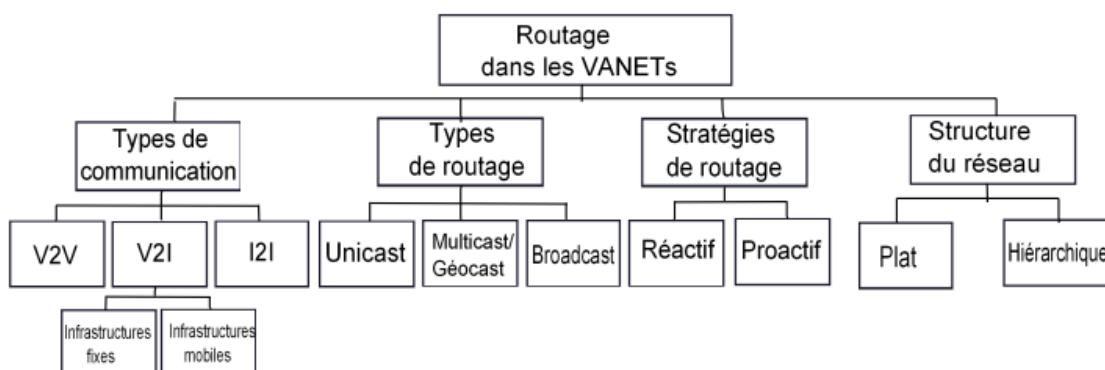 Routage
dans les VANETs
Types de
communication
Types
de routage
Stratégies
de routage
Structure
du réseau
V2V
V2I
I2I
Unicast
Multicast/
Géocast
Broadcast
Réactif
Proactif
Plat
Hiérarchique
Infrastructures
fixes
Infrastructures
mobiles